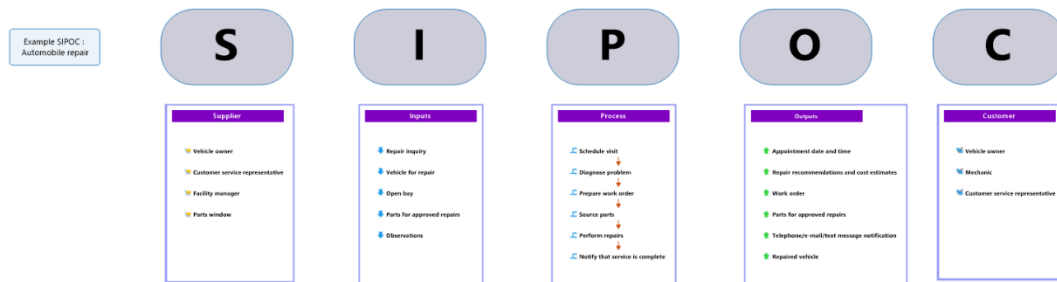 Example SIPOC :
Automobile repair
S
I
P
O
C
Supplier
Vehicle owner
Customer service representative
Facility manager
Parts window
Inputs
Repair inquiry
Vehicle for repair
Open bay
Parts for approved repairs
Observations
Process
Schedule visit
Diagnose problem
Prepare work order
Source parts
Perform repairs
Notify that service is complete
Outputs
Appointment date and time
Repair recommendations and cost estimates
Work order
Parts for approved repairs
Telephone/e-mail/text message notification
Repaired vehicle
Customer
Vehicle owner
Mechanic
Customer service representative